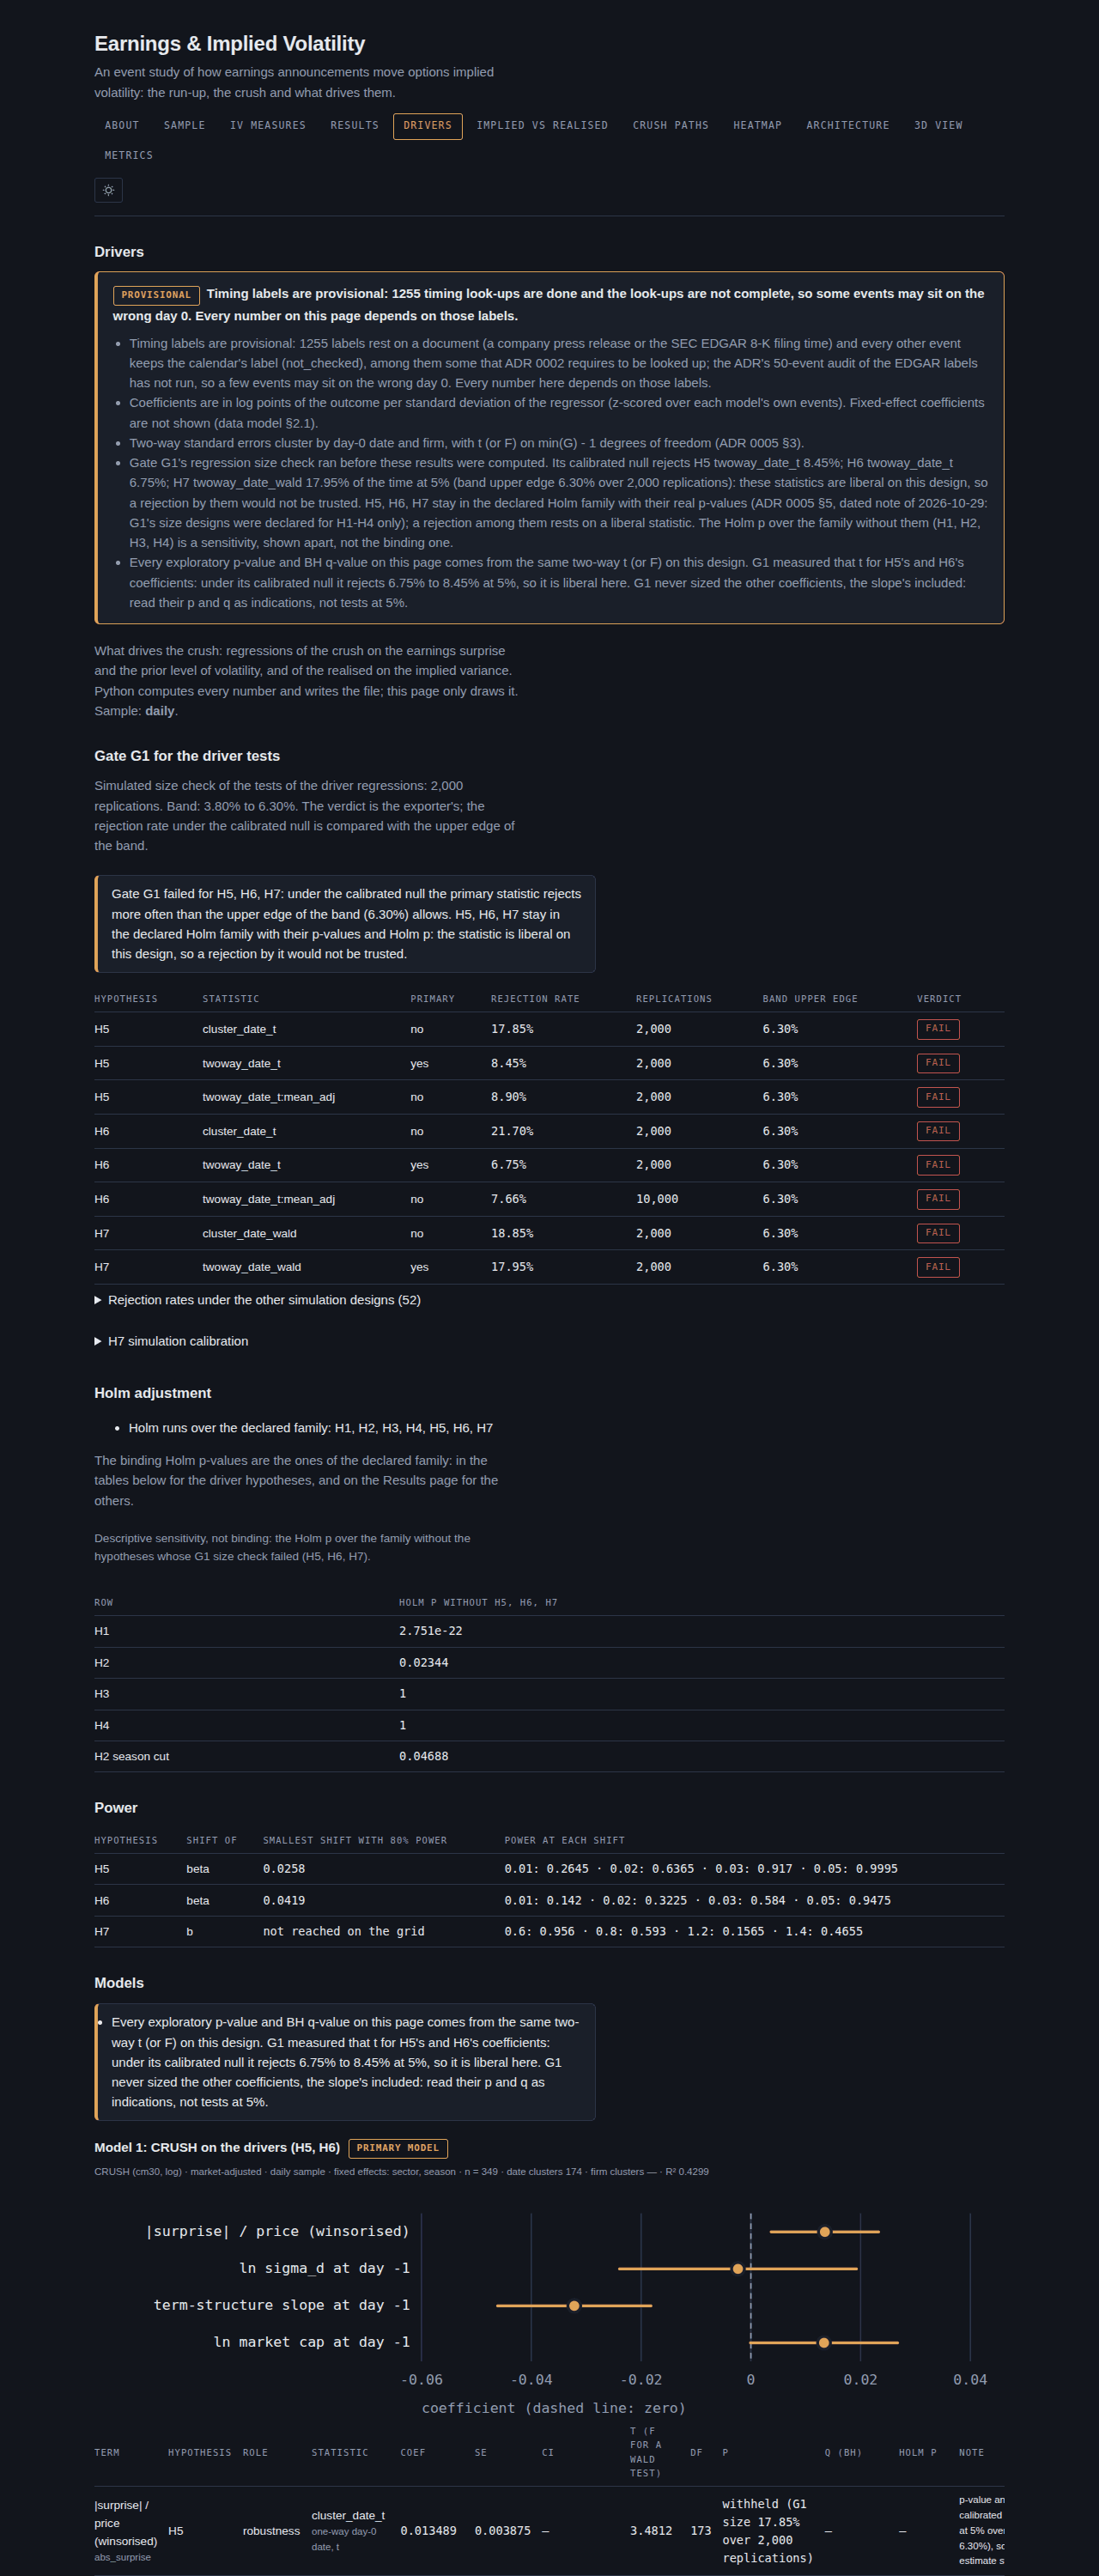 Earnings & Implied Volatility
An event study of how earnings announcements move options implied
volatility: the run-up, the crush and what drives them.
ABOUT SAMPLE IV MEASURES RESULTS DRIVERS IMPLIED VS REALISED CRUSH PATHS HEATMAP ARCHITECTURE 3D VIEW
METRICS
Drivers
PROVISIONAL Timing labels are provisional: 1255 timing look-ups are done and the look-ups are not complete, so some events may sit on the
wrong day 0. Every number on this page depends on those labels.
• Timing labels are provisional: 1255 labels rest on a document (a company press release or the SEC EDGAR 8-K filing time) and every other event
keeps the calendar's label (not_checked), among them some that ADR 0002 requires to be looked up; the ADR's 50-event audit of the EDGAR labels
has not run, so a few events may sit on the wrong day 0. Every number here depends on those labels.
• Coefficients are in log points of the outcome per standard deviation of the regressor (z-scored over each model's own events). Fixed-effect coefficients
are not shown (data model §2.1).
• Two-way standard errors cluster by day-0 date and firm, with t (or F) on min(G) - 1 degrees of freedom (ADR 0005 §3).
• Gate G1's regression size check ran before these results were computed. Its calibrated null rejects H5 twoway_date_t 8.45%; H6 twoway_date_t
6.75%; H7 twoway_date_wald 17.95% of the time at 5% (band upper edge 6.30% over 2,000 replications): these statistics are liberal on this design, so
a rejection by them would not be trusted. H5, H6, H7 stay in the declared Holm family with their real p-values (ADR 0005 §5, dated note of 2026-10-29:
G1's size designs were declared for H1-H4 only); a rejection among them rests on a liberal statistic. The Holm p over the family without them (H1, H2,
H3, H4) is a sensitivity, shown apart, not the binding one.
• Every exploratory p-value and BH q-value on this page comes from the same two-way t (or F) on this design. G1 measured that t for H5's and H6's
coefficients: under its calibrated null it rejects 6.75% to 8.45% at 5%, so it is liberal here. G1 never sized the other coefficients, the slope's included:
read their p and q as indications, not tests at 5%.
What drives the crush: regressions of the crush on the earnings surprise
and the prior level of volatility, and of the realised on the implied variance.
Python computes every number and writes the file; this page only draws it.
Sample: daily.
Gate G1 for the driver tests
Simulated size check of the tests of the driver regressions: 2,000
replications. Band: 3.80% to 6.30%. The verdict is the exporter's; the
rejection rate under the calibrated null is compared with the upper edge of
the band.
Gate G1 failed for H5, H6, H7: under the calibrated null the primary statistic rejects
more often than the upper edge of the band (6.30%) allows. H5, H6, H7 stay in
the declared Holm family with their p-values and Holm p: the statistic is liberal on
this design, so a rejection by it would not be trusted.
HYPOTHESIS STATISTIC PRIMARY REJECTION RATE REPLICATIONS BAND UPPER EDGE VERDICT
H5 cluster_date_t no 17.85% 2,000 6.30% FAIL
H5 twoway_date_t yes 8.45% 2,000 6.30% FAIL
H5 twoway_date_t:mean_adj no 8.90% 2,000 6.30% FAIL
H6 cluster_date_t no 21.70% 2,000 6.30% FAIL
H6 twoway_date_t yes 6.75% 2,000 6.30% FAIL
H6 twoway_date_t:mean_adj no 7.66% 10,000 6.30% FAIL
H7 cluster_date_wald no 18.85% 2,000 6.30% FAIL
H7 twoway_date_wald yes 17.95% 2,000 6.30% FAIL
▶ Rejection rates under the other simulation designs (52)
▶ H7 simulation calibration
Holm adjustment
• Holm runs over the declared family: H1, H2, H3, H4, H5, H6, H7
The binding Holm p-values are the ones of the declared family: in the
tables below for the driver hypotheses, and on the Results page for the
others.
Descriptive sensitivity, not binding: the Holm p over the family without the
hypotheses whose G1 size check failed (H5, H6, H7).
ROW HOLM P WITHOUT H5, H6, H7
H1 2.751e-22
H2 0.02344
H3 1
H4 1
H2 season cut 0.04688
Power
HYPOTHESIS SHIFT OF SMALLEST SHIFT WITH 80% POWER POWER AT EACH SHIFT
H5 beta 0.0258 0.01: 0.2645 · 0.02: 0.6365 · 0.03: 0.917 · 0.05: 0.9995
H6 beta 0.0419 0.01: 0.142 · 0.02: 0.3225 · 0.03: 0.584 · 0.05: 0.9475
H7 b not reached on the grid 0.6: 0.956 · 0.8: 0.593 · 1.2: 0.1565 · 1.4: 0.4655
Models
• Every exploratory p-value and BH q-value on this page comes from the same two-
way t (or F) on this design. G1 measured that t for H5's and H6's coefficients:
under its calibrated null it rejects 6.75% to 8.45% at 5%, so it is liberal here. G1
never sized the other coefficients, the slope's included: read their p and q as
indications, not tests at 5%.
Model 1: CRUSH on the drivers (H5, H6) PRIMARY MODEL
CRUSH (cm30, log) · market-adjusted · daily sample · fixed effects: sector, season · n = 349 · date clusters 174 · firm clusters — · R² 0.4299
|surprise| / price (winsorised)
ln sigma_d at day -1
term-structure slope at day -1
ln market cap at day -1
-0.06 -0.04 -0.02 0 0.02 0.04
coefficient (dashed line: zero)
TERM HYPOTHESIS ROLE STATISTIC COEF SE CI T (F FOR A WALD TEST) DF P Q (BH) HOLM P NOTE
|surprise| / price (winsorised) abs_surprise H5 robustness cluster_date_t one-way day-0 date, t 0.013489 0.003875 — 3.4812 173 withheld (G1 size 17.85% over 2,000 replications) — — p-value an calibrated at 5% over 6.30%), so estimate s